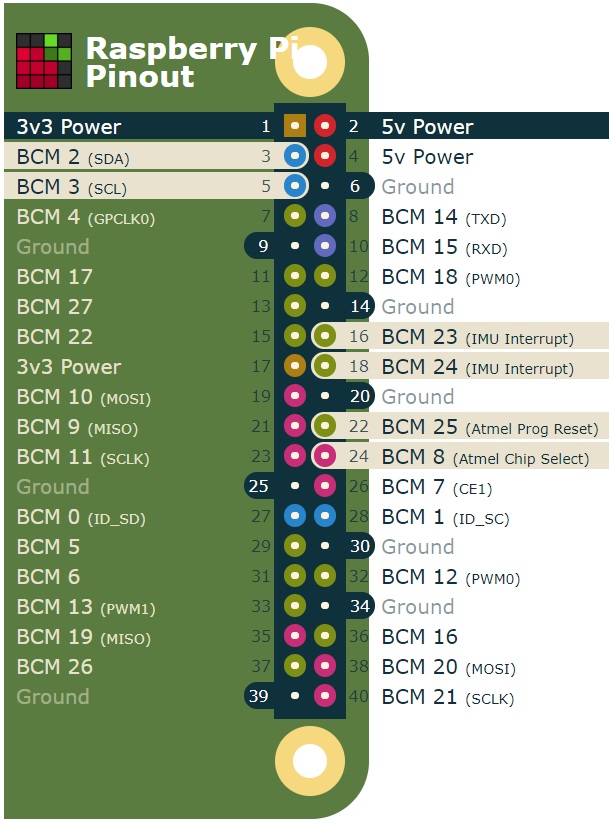 Raspberry Pi
Pinout
3v3 Power 1 2 5v Power
BCM 2 (SDA) 3 4 5v Power
BCM 3 (SCL) 5 6 Ground
BCM 4 (GPCLK0) 7 8 BCM 14 (TXD)
Ground 9 10 BCM 15 (RXD)
BCM 17 11 12 BCM 18 (PWM0)
BCM 27 13 14 Ground
BCM 22 15 16 BCM 23 (IMU Interrupt)
3v3 Power 17 18 BCM 24 (IMU Interrupt)
BCM 10 (MOSI) 19 20 Ground
BCM 9 (MISO) 21 22 BCM 25 (Atmel Prog Reset)
BCM 11 (SCLK) 23 24 BCM 8 (Atmel Chip Select)
Ground 25 26 BCM 7 (CE1)
BCM 0 (ID_SD) 27 28 BCM 1 (ID_SC)
BCM 5 29 30 Ground
BCM 6 31 32 BCM 12 (PWM0)
BCM 13 (PWM1) 33 34 Ground
BCM 19 (MISO) 35 36 BCM 16
BCM 26 37 38 BCM 20 (MOSI)
Ground 39 40 BCM 21 (SCLK)